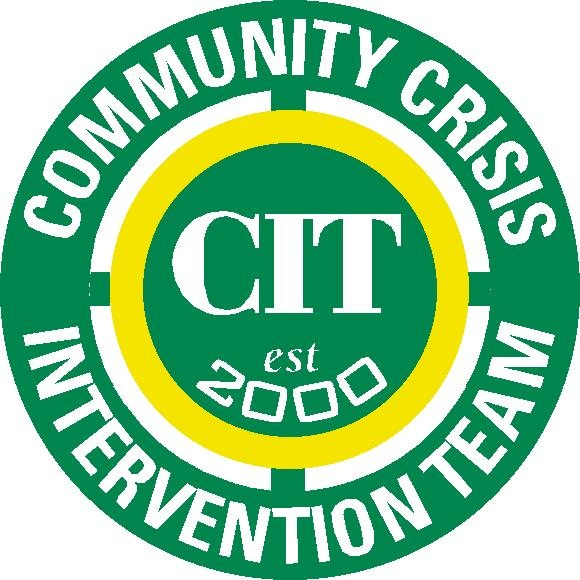 COMMUNITY CRISIS
CIT
est
2000
INTERVENTION TEAM